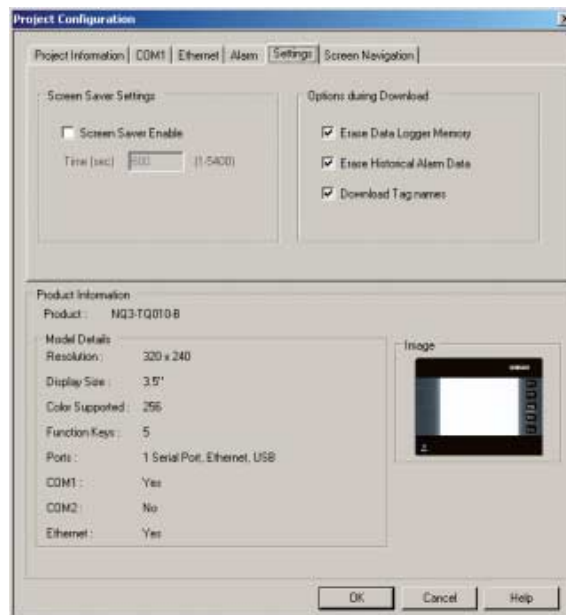 Project Configuration
Project Information COM1 Ethernet Alarm Settings Screen Navigation
Screen Saver Settings
Screen Saver Enable
Time (sec) 600 (1-5400)
Options during Download
Erase Data Logger Memory
Erase Historical Alarm Data
Download Tag names
Product Information
Product : NQ3-TQ010-B
Model Details
Resolution : 320 x 240
Display Size : 3.5"
Color Supported : 256
Function Keys : 5
Ports : 1 Serial Port, Ethernet, USB
COM1 : Yes
COM2 : No
Ethernet : Yes
Image
OK Cancel Help